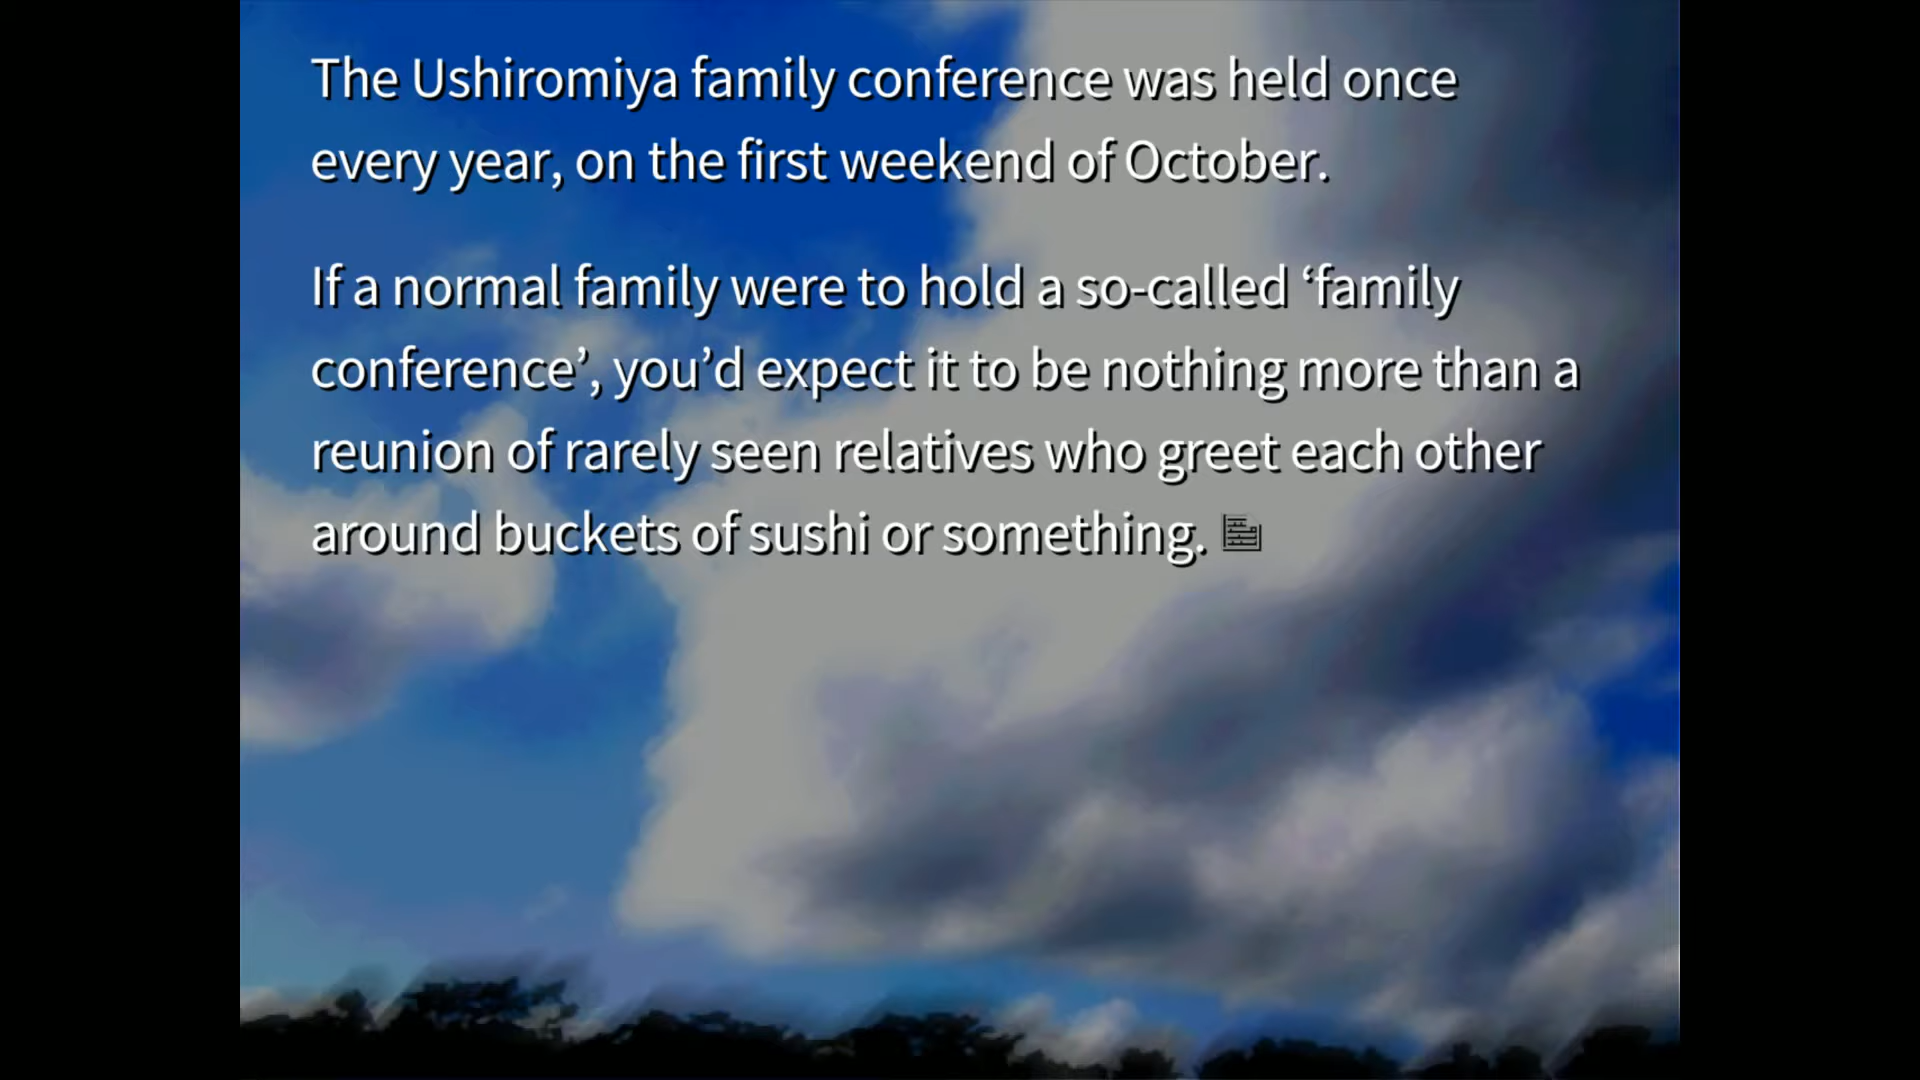 The Ushiromiya family conference was held once
every year, on the first weekend of October.
If a normal family were to hold a so-called ‘family
conference’, you’d expect it to be nothing more than a
reunion of rarely seen relatives who greet each other
around buckets of sushi or something.